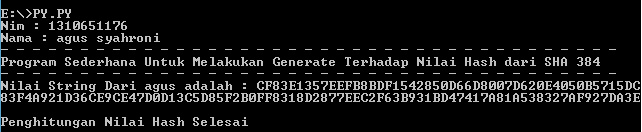 E:\>PY.PY
Nim : 1310651176
Nama : agus syahroni
- - - - - - - - - - - - - - - - - - - - - - - - - - - - - - - - - - - - - - - -
Program Sederhana Untuk Melakukan Generate Terhadap Nilai Hash dari SHA 384
- - - - - - - - - - - - - - - - - - - - - - - - - - - - - - - - - - - - - - - -
Nilai String Dari agus adalah : CF83E1357EEFB8BDF1542850D66D8007D620E4050B5715DC
83F4A921D36CE9CE47D0D13C5D85F2B0FF8318D2877EEC2F63B931BD47417A81A538327AF927DA3E
Penghitungan Nilai Hash Selesai